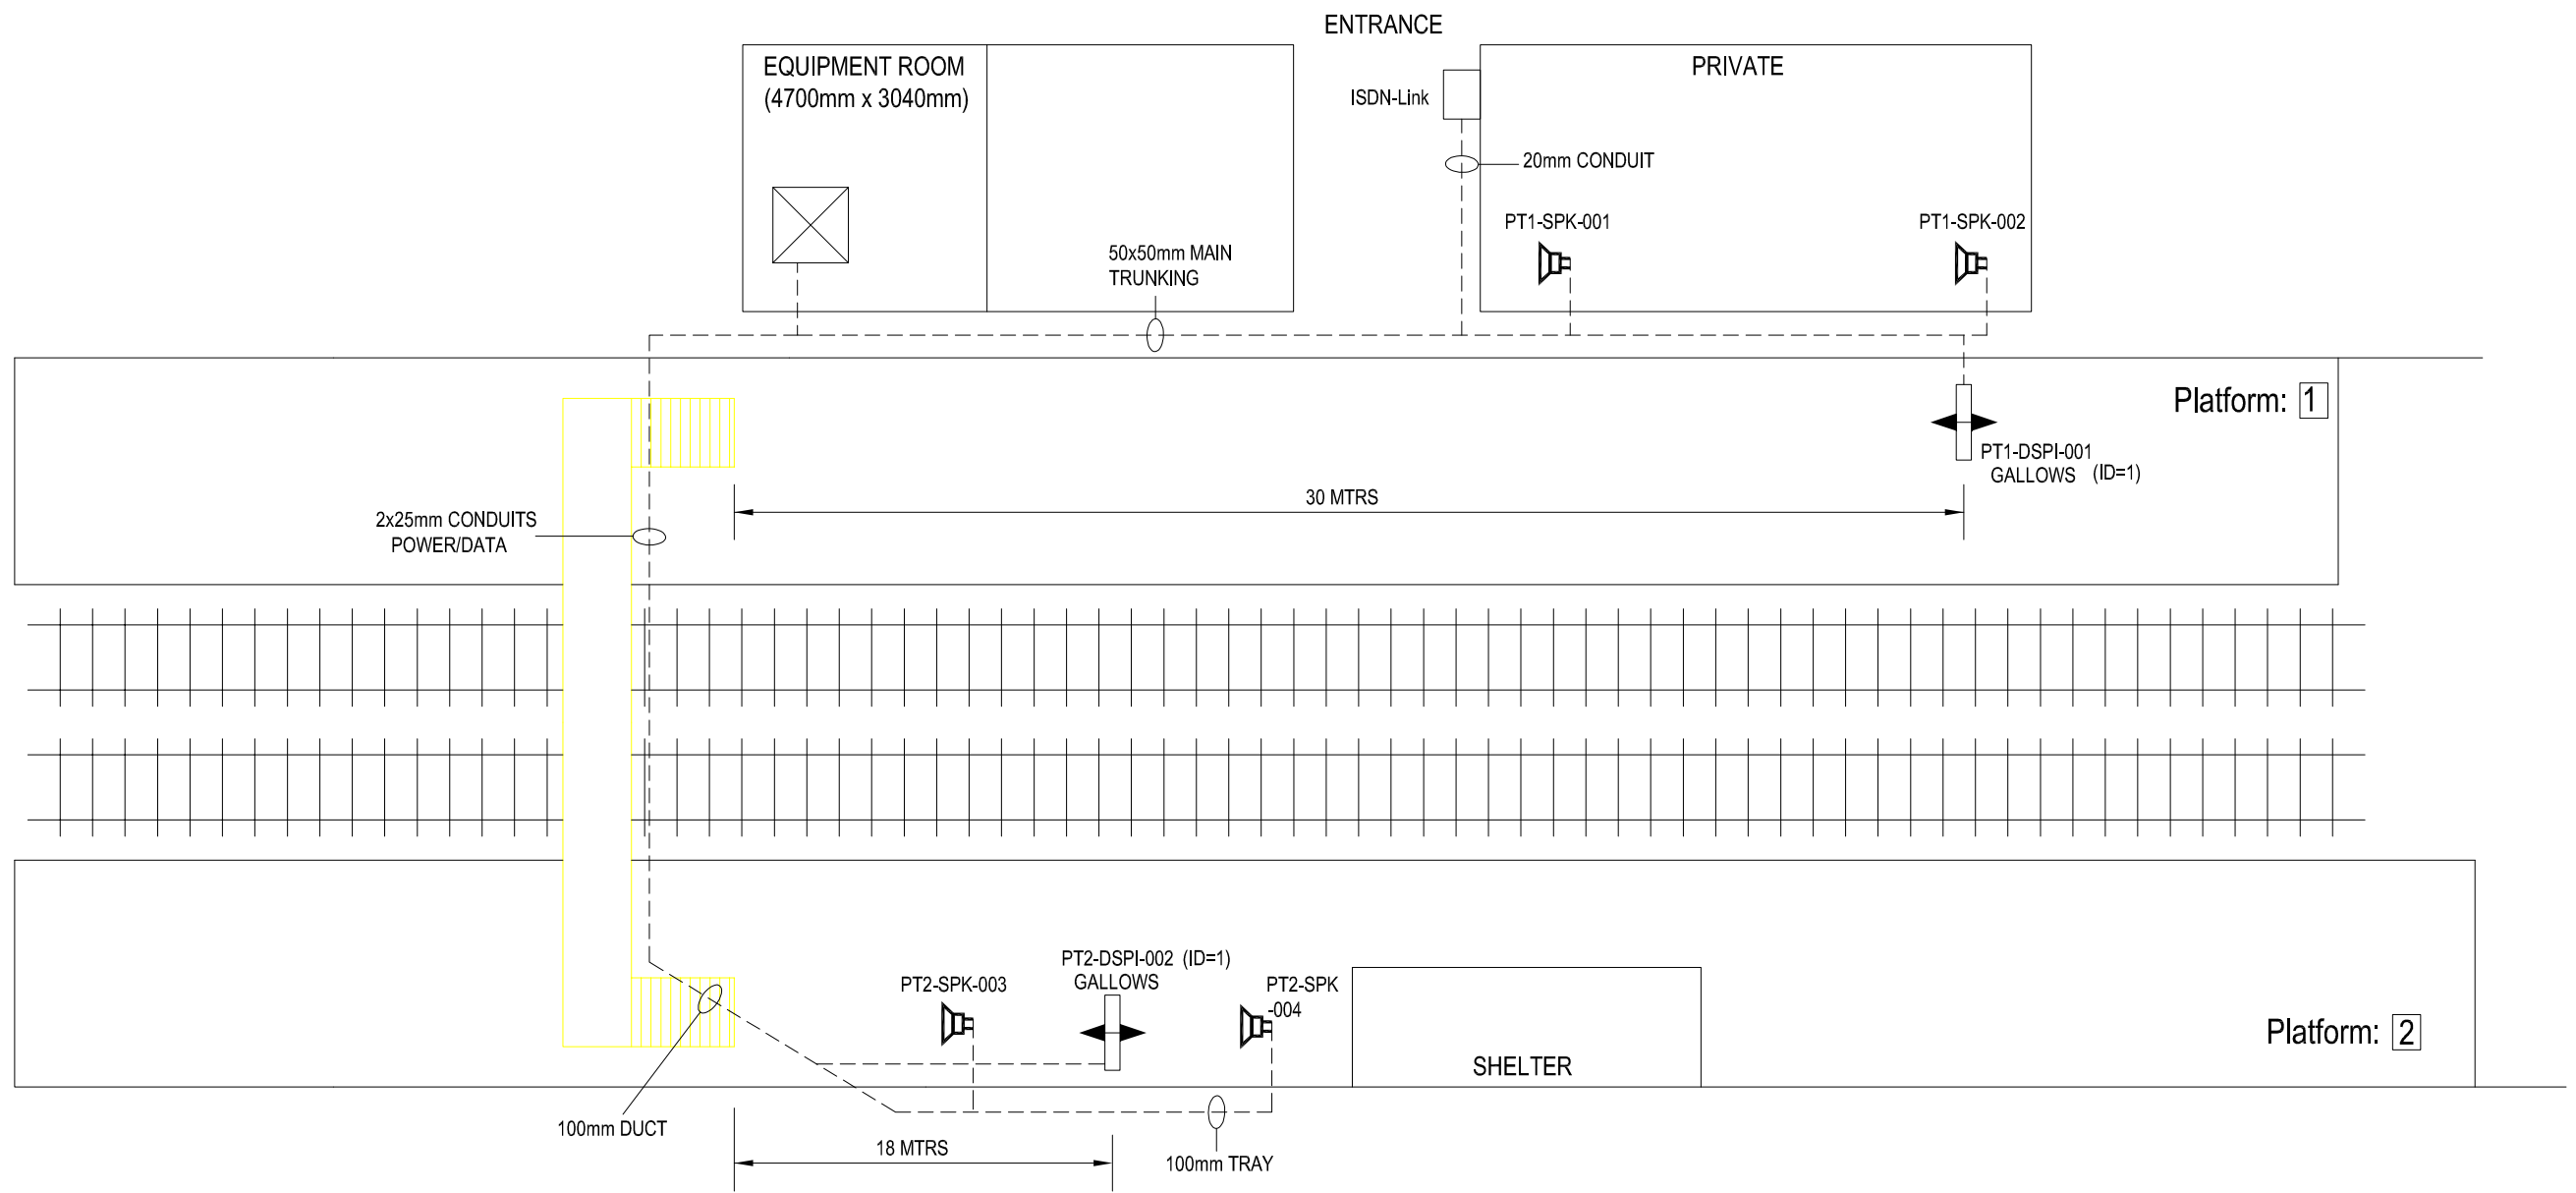 ENTRANCE
EQUIPMENT ROOM
(4700mm x 3040mm)
PRIVATE
ISDN-Link
20mm CONDUIT
PT1-SPK-001
PT1-SPK-002
50x50mm MAIN
TRUNKING
Platform: 1
PT1-DSPI-001
GALLOWS (ID=1)
30 MTRS
2x25mm CONDUITS
POWER/DATA
PT2-DSPI-002 (ID=1)
GALLOWS
PT2-SPK-003
PT2-SPK
-004
Platform: 2
SHELTER
100mm DUCT
18 MTRS
100mm TRAY